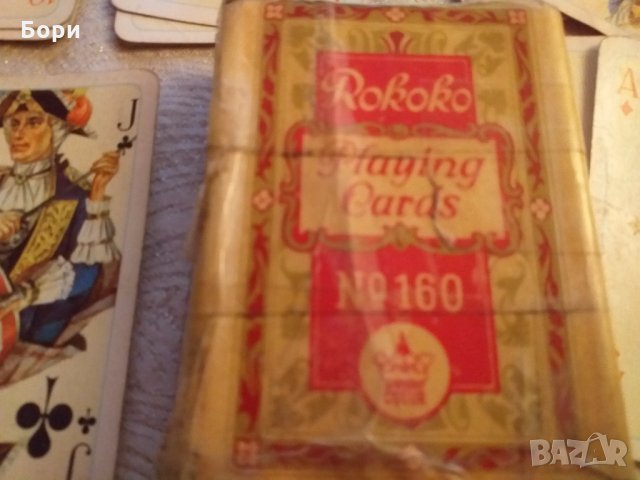 Бори
J
A
Rokoko
Playing
Cards
No 160
J
BAZAR